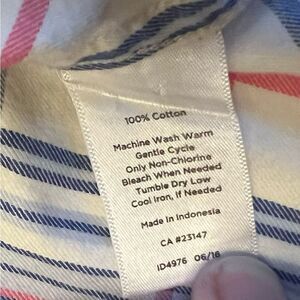 100% Cotton
Machine Wash Warm
Gentle Cycle
Only Non-Chlorine
Bleach When Needed
Tumble Dry Low
Cool Iron, If Needed
Made in Indonesia
CA #23147
ID4976 06/16